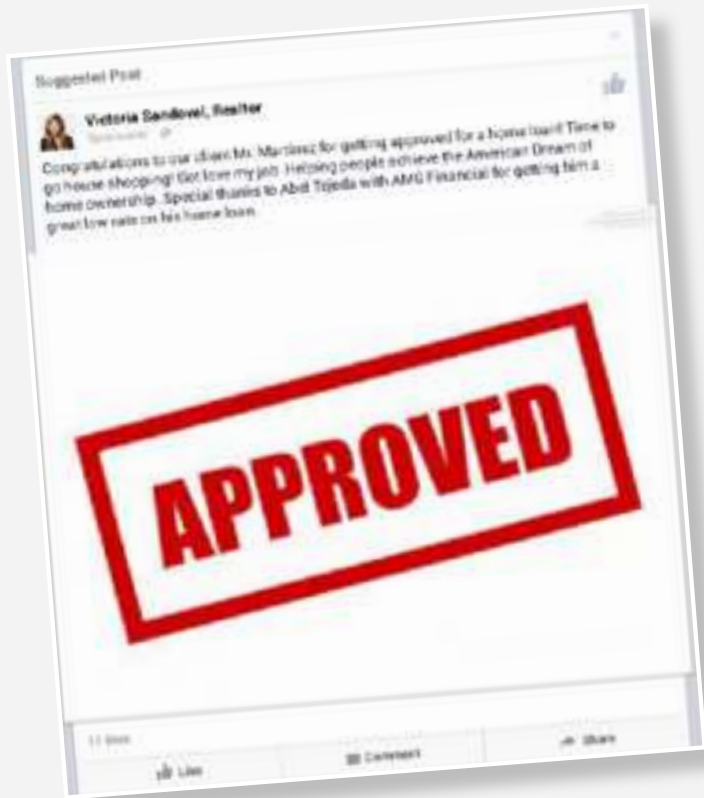 Suggested Post
Victoria Sandoval, Realtor
Congratulations to our client Mr. Martinez for getting approved for a home loan! Time to
go house shopping! Got love my job. Helping people achieve the American Dream of
home ownership. Special thanks to Abel Tejeda with AMG Financial for getting him a
great low rate on his home loan.
APPROVED
11 likes
Like Comment Share